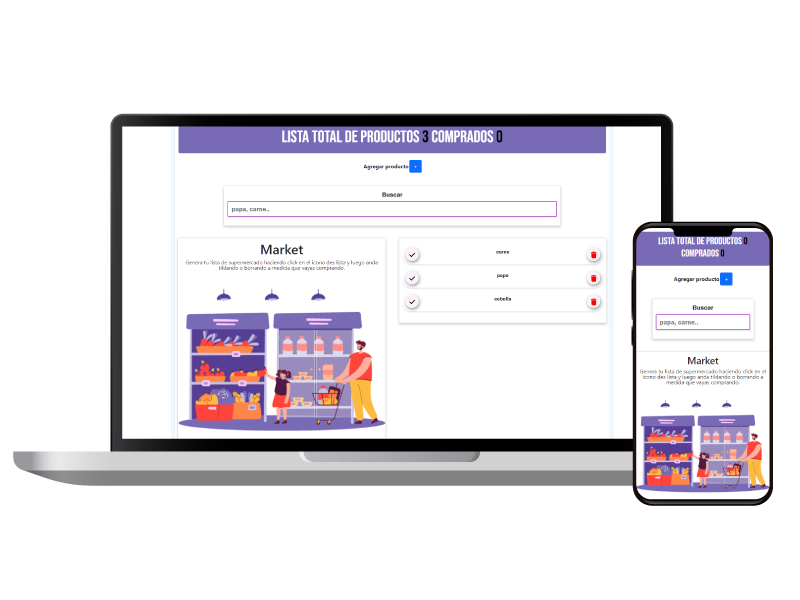 LISTA TOTAL DE PRODUCTOS 3 COMPRADOS 0
Agregar producto +
Buscar
papa, carne..
Market
Genera tu lista de supermercado haciendo click en el icono des lista y luego anda
tildando o borrando a medida que vayas comprando.
carne
papa
cebolla
LISTA TOTAL DE PRODUCTOS 0
COMPRADOS 0
Agregar producto +
Buscar
papa, carne..
Market
Genera tu lista de supermercado haciendo click en el
icono des lista y luego anda tildando o borrando a
medida que vayas comprando.